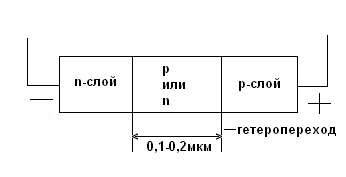 n-слой
p
или
n
p-слой
—
+
гетеропереход
0,1-0,2мкм